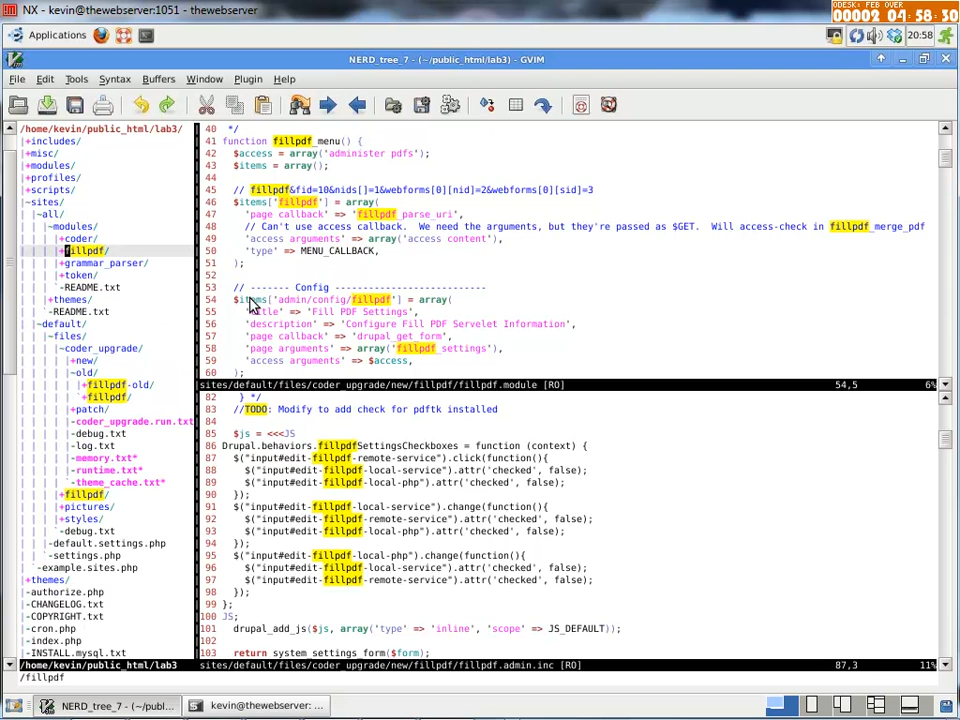 NX - kevin@thewebserver:1051 - thewebserver
ODESK: FEB OVER
00002 04:58:30
Applications
20:58
NERD_tree_7 - (~/public_html/lab3) - GVIM
File Edit Tools Syntax Buffers Window Plugin Help
/home/kevin/public_html/lab3/
|+includes/
|+misc/
|+modules/
|+profiles/
|+scripts/
|~sites/
| |~all/
| | |~modules/
| | | |+coder/
| | | |+fillpdf/
| | | |+grammar_parser/
| | | |+token/
| | | `-README.txt
| | |+themes/
| | `-README.txt
| |~default/
| | |~files/
| | | |~coder_upgrade/
| | | | |+new/
| | | | |~old/
| | | | | |+fillpdf-old/
| | | | | `+fillpdf/
| | | | |+patch/
| | | | |-coder_upgrade.run.txt
| | | | |-debug.txt
| | | | |-log.txt
| | | | |-memory.txt*
| | | | |-runtime.txt*
| | | | `-theme_cache.txt*
| | | |+fillpdf/
| | | |+pictures/
| | | |+styles/
| | | `-debug.txt
| | |-default.settings.php
| | `-settings.php
| `-example.sites.php
|+themes/
|-authorize.php
|-CHANGELOG.txt
|-COPYRIGHT.txt
|-cron.php
|-index.php
|-INSTALL.mysql.txt
/home/kevin/public_html/lab3
40 */
41 function fillpdf_menu() {
42 $access = array('administer pdfs');
43 $items = array();
44
45 // fillpdf&fid=10&nids[]=1&webforms[0][nid]=2&webforms[0][sid]=3
46 $items['fillpdf'] = array(
47 'page callback' => 'fillpdf_parse_uri',
48 // Can't use access callback.  We need the arguments, but they're passed as $GET.  Will access-check in fillpdf_merge_pdf
49 'access arguments' => array('access content'),
50 'type' => MENU_CALLBACK,
51 );
52
53 // ------- Config ---------------------------
54 $items['admin/config/fillpdf'] = array(
55 'title' => 'Fill PDF Settings',
56 'description' => 'Configure Fill PDF Servelet Information',
57 'page callback' => 'drupal_get_form',
58 'page arguments' => array('fillpdf_settings'),
59 'access arguments' => $access,
60 );
sites/default/files/coder_upgrade/new/fillpdf/fillpdf.module [RO] 54,5 6%
82 } */
83 //TODO: Modify to add check for pdftk installed
84
85 $js = <<<JS
86 Drupal.behaviors.fillpdfSettingsCheckboxes = function (context) {
87 $("input#edit-fillpdf-remote-service").click(function(){
88 $("input#edit-fillpdf-local-service").attr('checked', false);
89 $("input#edit-fillpdf-local-php").attr('checked', false);
90 });
91 $("input#edit-fillpdf-local-service").change(function(){
92 $("input#edit-fillpdf-remote-service").attr('checked', false);
93 $("input#edit-fillpdf-local-php").attr('checked', false);
94 });
95 $("input#edit-fillpdf-local-php").change(function(){
96 $("input#edit-fillpdf-local-service").attr('checked', false);
97 $("input#edit-fillpdf-remote-service").attr('checked', false);
98 });
99 };
100 JS;
101 drupal_add_js($js, array('type' => 'inline', 'scope' => JS_DEFAULT));
102
103 return system_settings_form($form);
sites/default/files/coder_upgrade/new/fillpdf/fillpdf.admin.inc [RO] 87,3 11%
/fillpdf
NERD_tree_7 - (~/publ...
kevin@thewebserver: ...